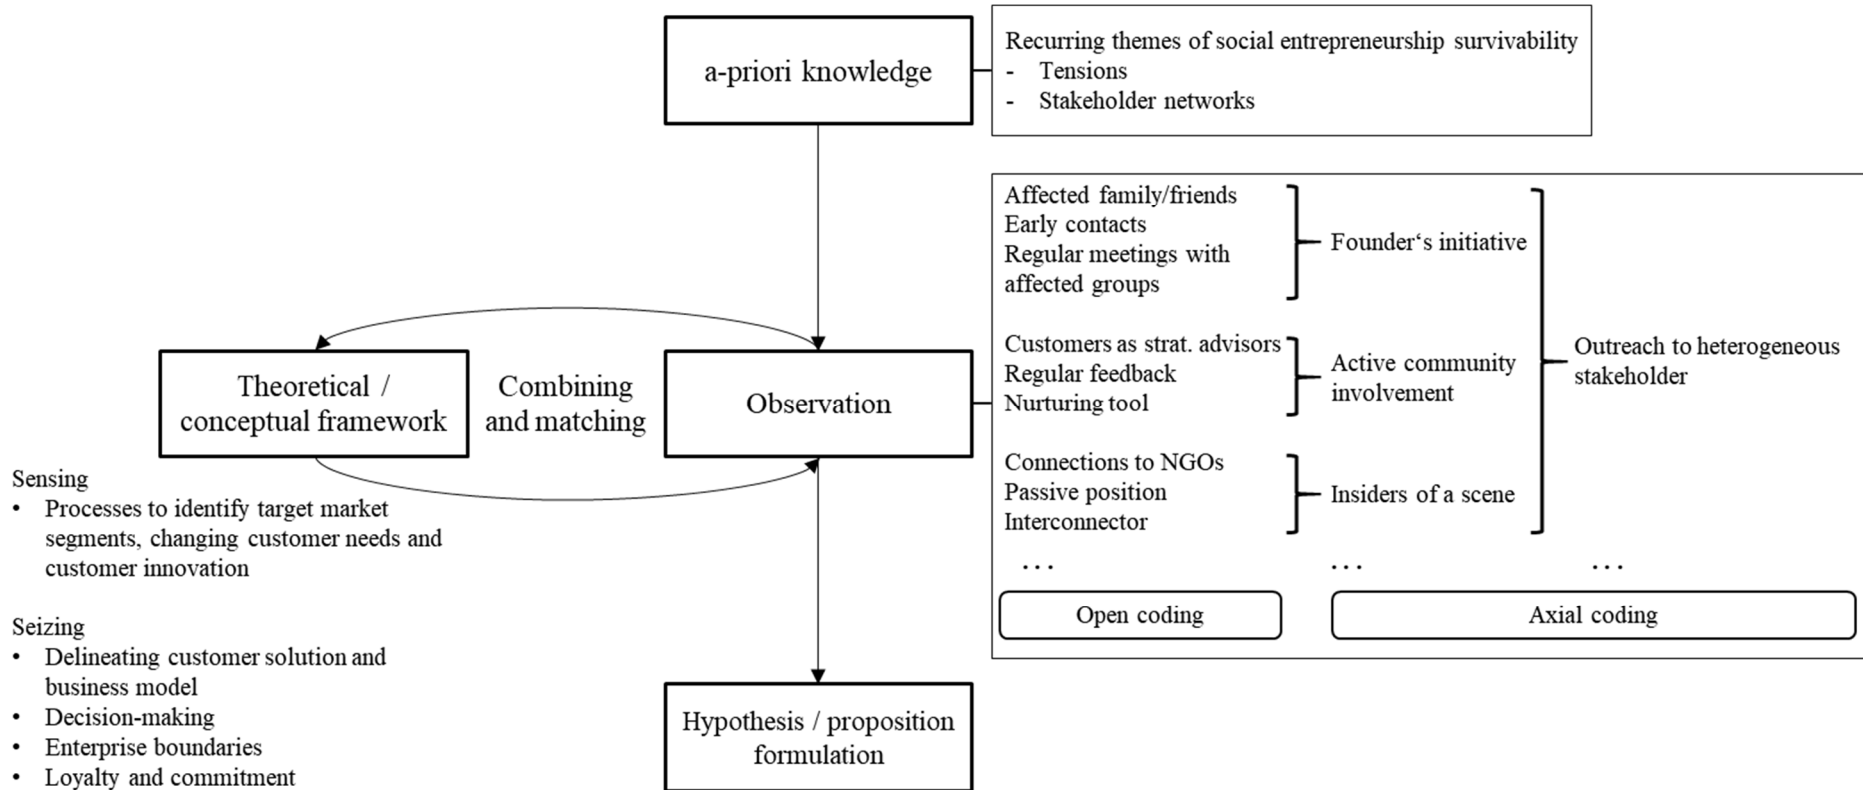 a-priori knowledge
Recurring themes of social entrepreneurship survivability
- Tensions
- Stakeholder networks
Affected family/friends
Early contacts
Regular meetings with
affected groups
Founder‘s initiative
Customers as strat. advisors
Regular feedback
Nurturing tool
Active community
involvement
Outreach to heterogeneous
stakeholder
Connections to NGOs
Passive position
Interconnector
Insiders of a scene
...
...
...
Open coding
Axial coding
Theoretical /
conceptual framework
Combining
and matching
Observation
Sensing
• Processes to identify target market
segments, changing customer needs and
customer innovation
Seizing
• Delineating customer solution and
business model
• Decision-making
• Enterprise boundaries
• Loyalty and commitment
Hypothesis / proposition
formulation